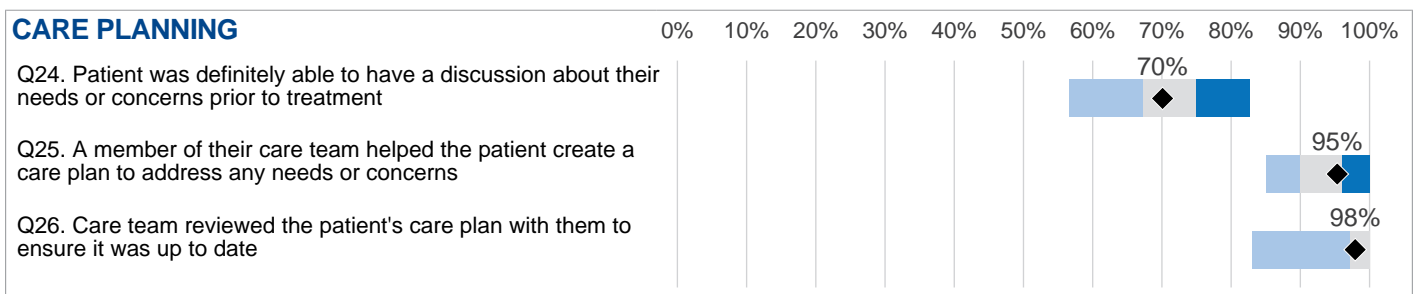 CARE PLANNING 0% 10% 20% 30% 40% 50% 60% 70% 80% 90% 100%
Q24. Patient was definitely able to have a discussion about their
needs or concerns prior to treatment
70%
Q25. A member of their care team helped the patient create a
care plan to address any needs or concerns
95%
Q26. Care team reviewed the patient's care plan with them to
ensure it was up to date
98%